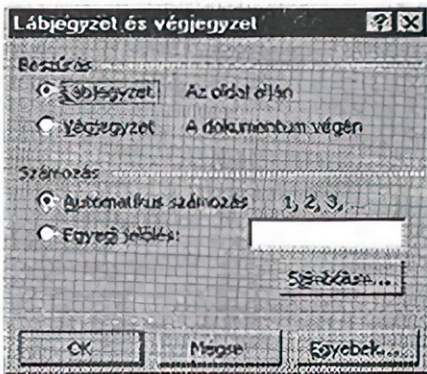 Lábjegyzet és végjegyzet
Beszúrás
Lábjegyzet Az oldal alján
Végjegyzet A dokumentum végén
Számozás
Automatikus számozás 1, 2, 3, ...
Egyedi jelölés:
Szimbólum...
OK Mégse Egyebek...